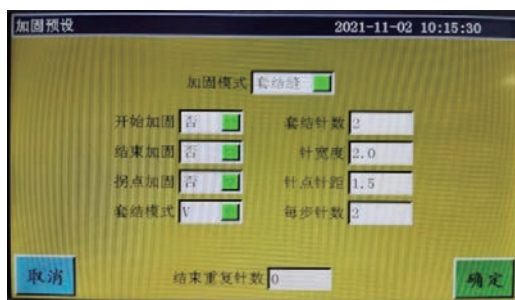 加固预设 2021-11-02 10:15:30
加固模式 套结缝
开始加固 否 套结针数 2
结束加固 否 针宽度 2.0
拐点加固 否 针点针距 1.5
套结模式 V 每步针数 2
取消 结束重复针数 0 确定